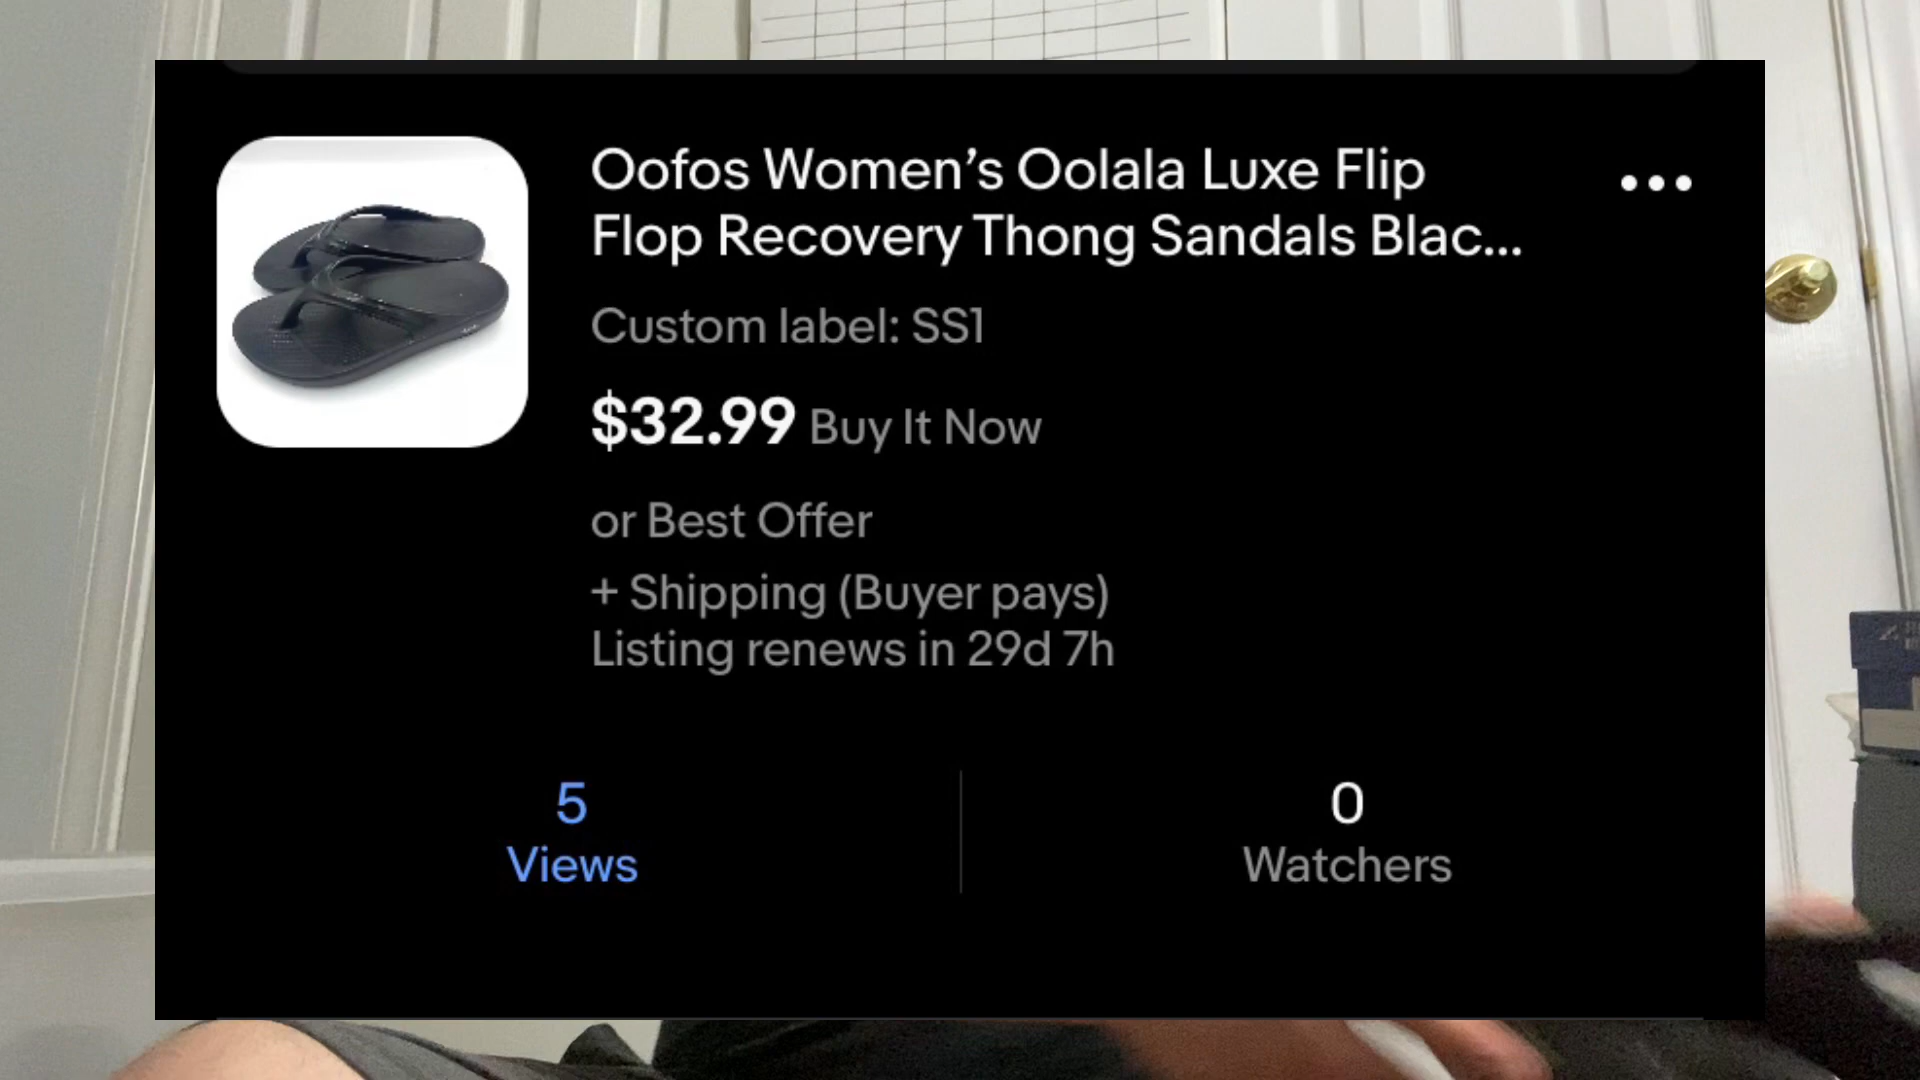 Oofos Women’s Oolala Luxe Flip
Flop Recovery Thong Sandals Blac...
Custom label: SS1
$32.99 Buy It Now
or Best Offer
+ Shipping (Buyer pays)
Listing renews in 29d 7h
5
Views
0
Watchers